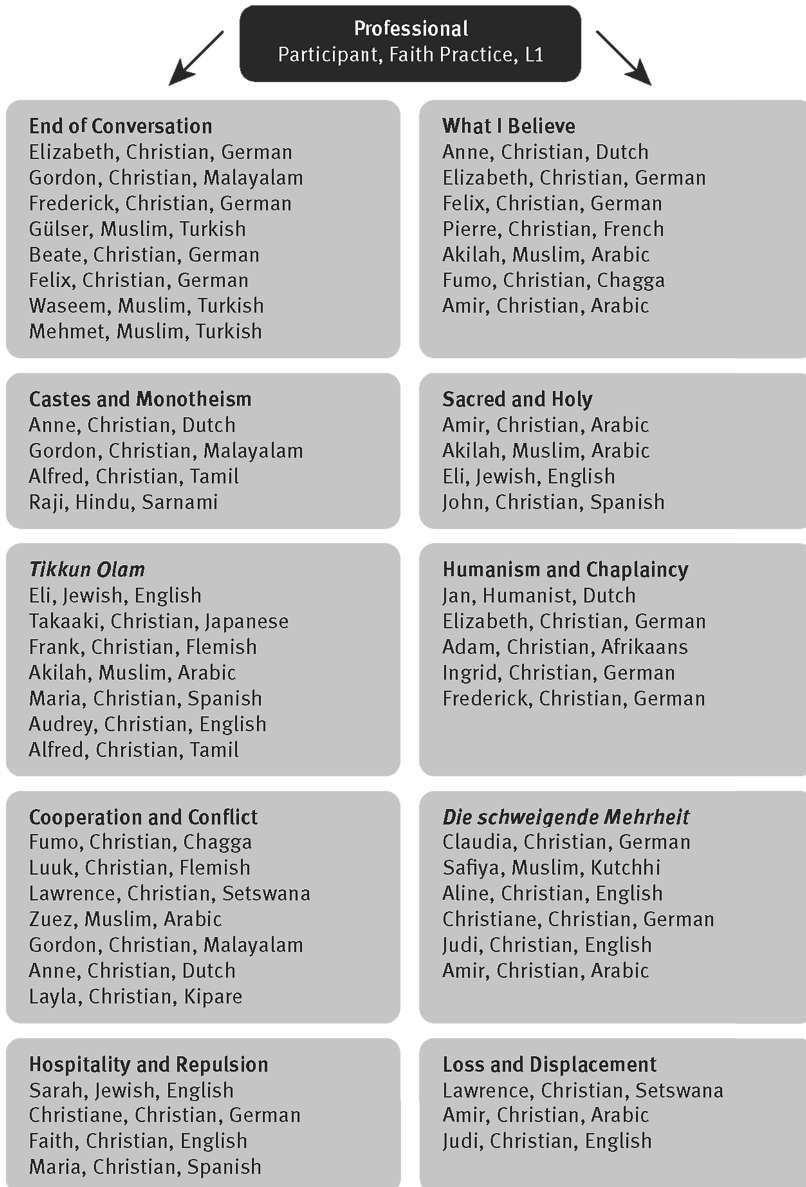 Professional
Participant, Faith Practice, L1
End of Conversation
Elizabeth, Christian, German
Gordon, Christian, Malayalam
Frederick, Christian, German
Gülser, Muslim, Turkish
Beate, Christian, German
Felix, Christian, German
Waseem, Muslim, Turkish
Mehmet, Muslim, Turkish
What I Believe
Anne, Christian, Dutch
Elizabeth, Christian, German
Felix, Christian, German
Pierre, Christian, French
Akilah, Muslim, Arabic
Fumo, Christian, Chagga
Amir, Christian, Arabic
Castes and Monotheism
Anne, Christian, Dutch
Gordon, Christian, Malayalam
Alfred, Christian, Tamil
Raji, Hindu, Sarnami
Sacred and Holy
Amir, Christian, Arabic
Akilah, Muslim, Arabic
Eli, Jewish, English
John, Christian, Spanish
Tikkun Olam
Eli, Jewish, English
Takaaki, Christian, Japanese
Frank, Christian, Flemish
Akilah, Muslim, Arabic
Maria, Christian, Spanish
Audrey, Christian, English
Alfred, Christian, Tamil
Humanism and Chaplaincy
Jan, Humanist, Dutch
Elizabeth, Christian, German
Adam, Christian, Afrikaans
Ingrid, Christian, German
Frederick, Christian, German
Cooperation and Conflict
Fumo, Christian, Chagga
Luuk, Christian, Flemish
Lawrence, Christian, Setswana
Zuez, Muslim, Arabic
Gordon, Christian, Malayalam
Anne, Christian, Dutch
Layla, Christian, Kipare
Die schweigende Mehrheit
Claudia, Christian, German
Safiya, Muslim, Kutchhi
Aline, Christian, English
Christiane, Christian, German
Judi, Christian, English
Amir, Christian, Arabic
Hospitality and Repulsion
Sarah, Jewish, English
Christiane, Christian, German
Faith, Christian, English
Maria, Christian, Spanish
Loss and Displacement
Lawrence, Christian, Setswana
Amir, Christian, Arabic
Judi, Christian, English